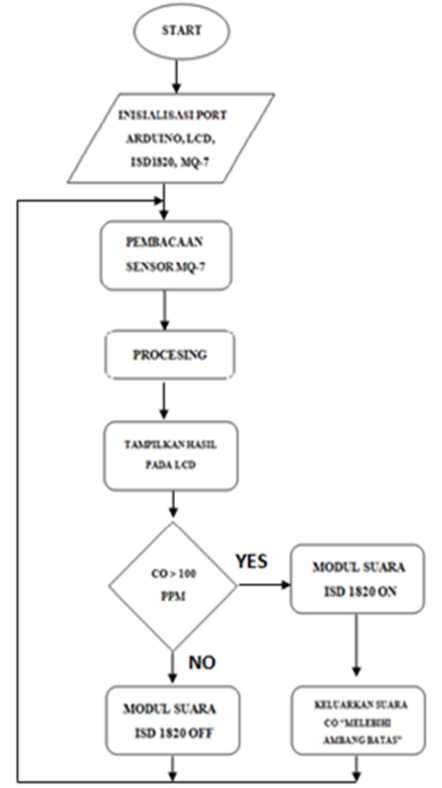 START
INISIALISASI PORT
ARDUINO, LCD,
ISD1820, MQ-7
PEMBACAAN
SENSOR MQ-7
PROCESING
TAMPILKAN HASIL
PADA LCD
CO > 100
PPM
YES
MODUL SUARA
ISD 1820 ON
NO
MODUL SUARA
ISD 1820 OFF
KELUARKAN SUARA
CO "MELEBIHI
AMBANG BATAS"